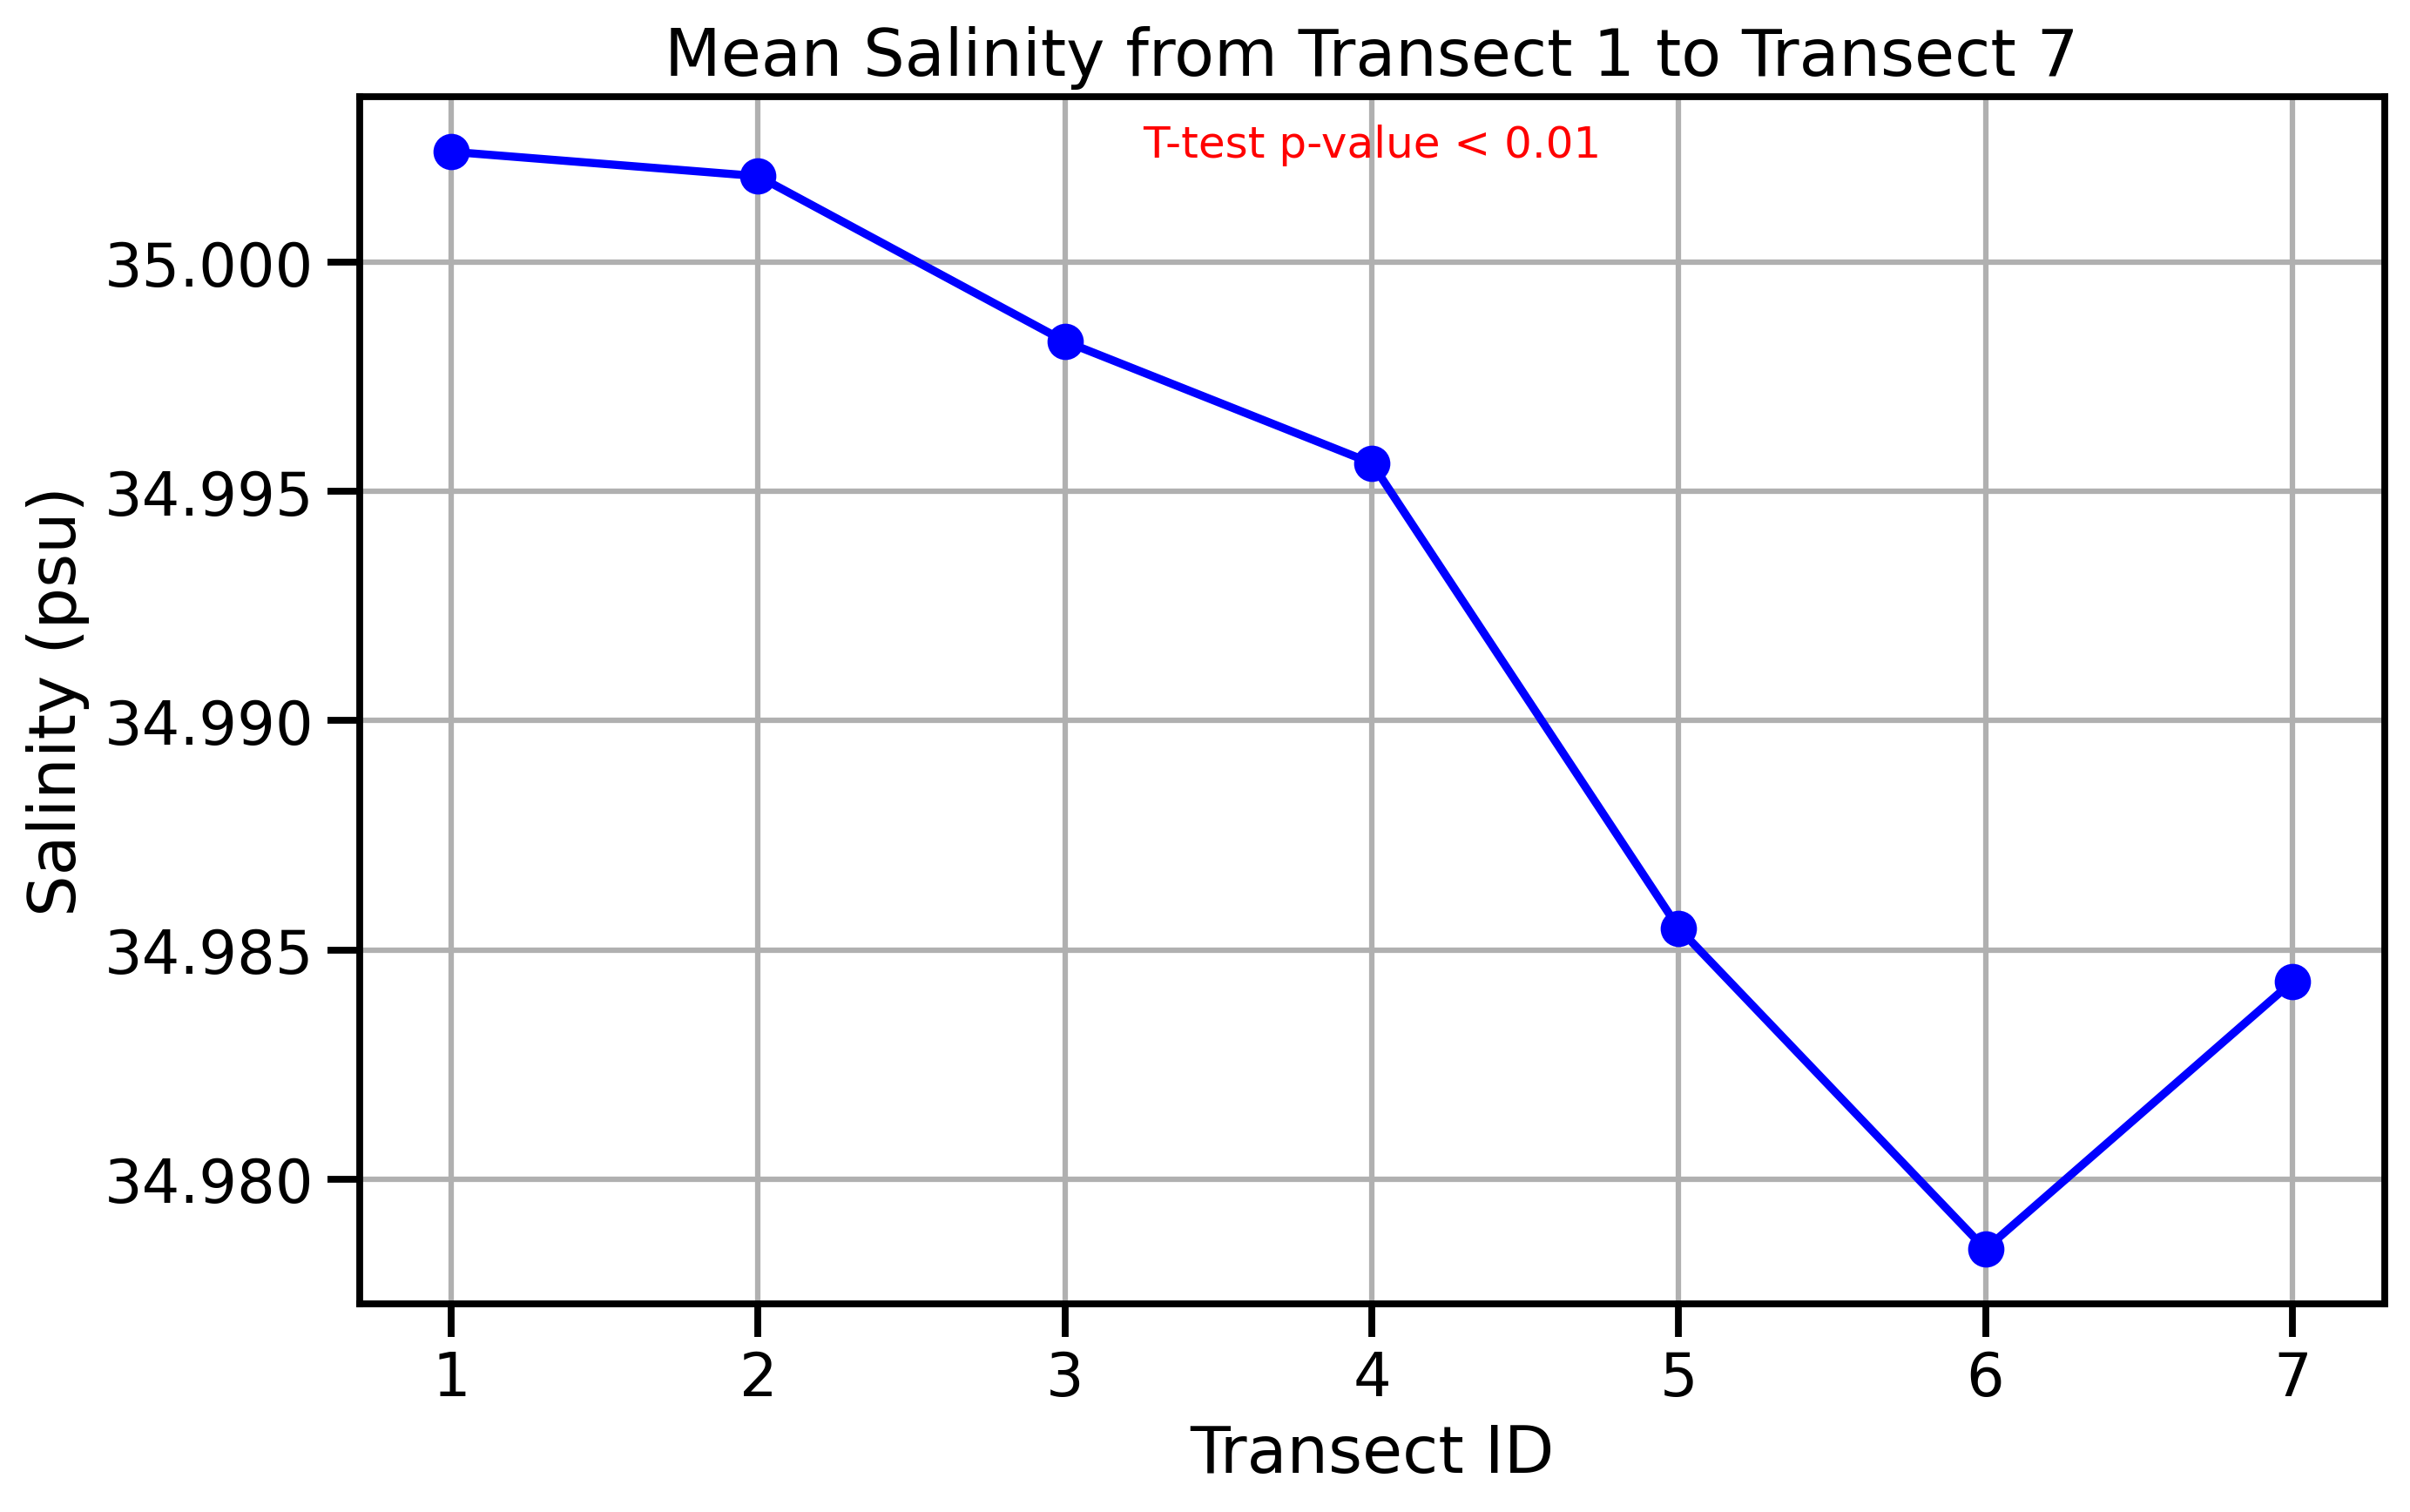 Mean Salinity from Transect 1 to Transect 7
T-test p-value < 0.01
Salinity (psu)
35.000
34.995
34.990
34.985
34.980
1 2 3 4 5 6 7
Transect ID